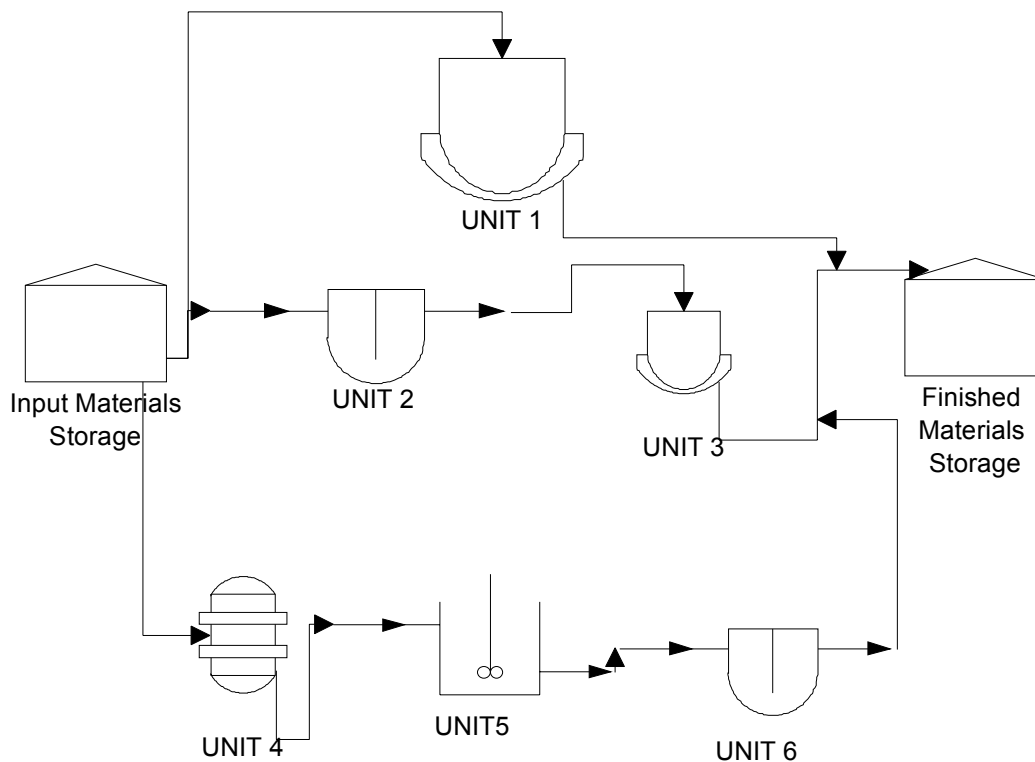 UNIT 1
UNIT 2
Input Materials
Storage
UNIT 3
Finished
Materials
Storage
UNIT 4
UNIT5
UNIT 6